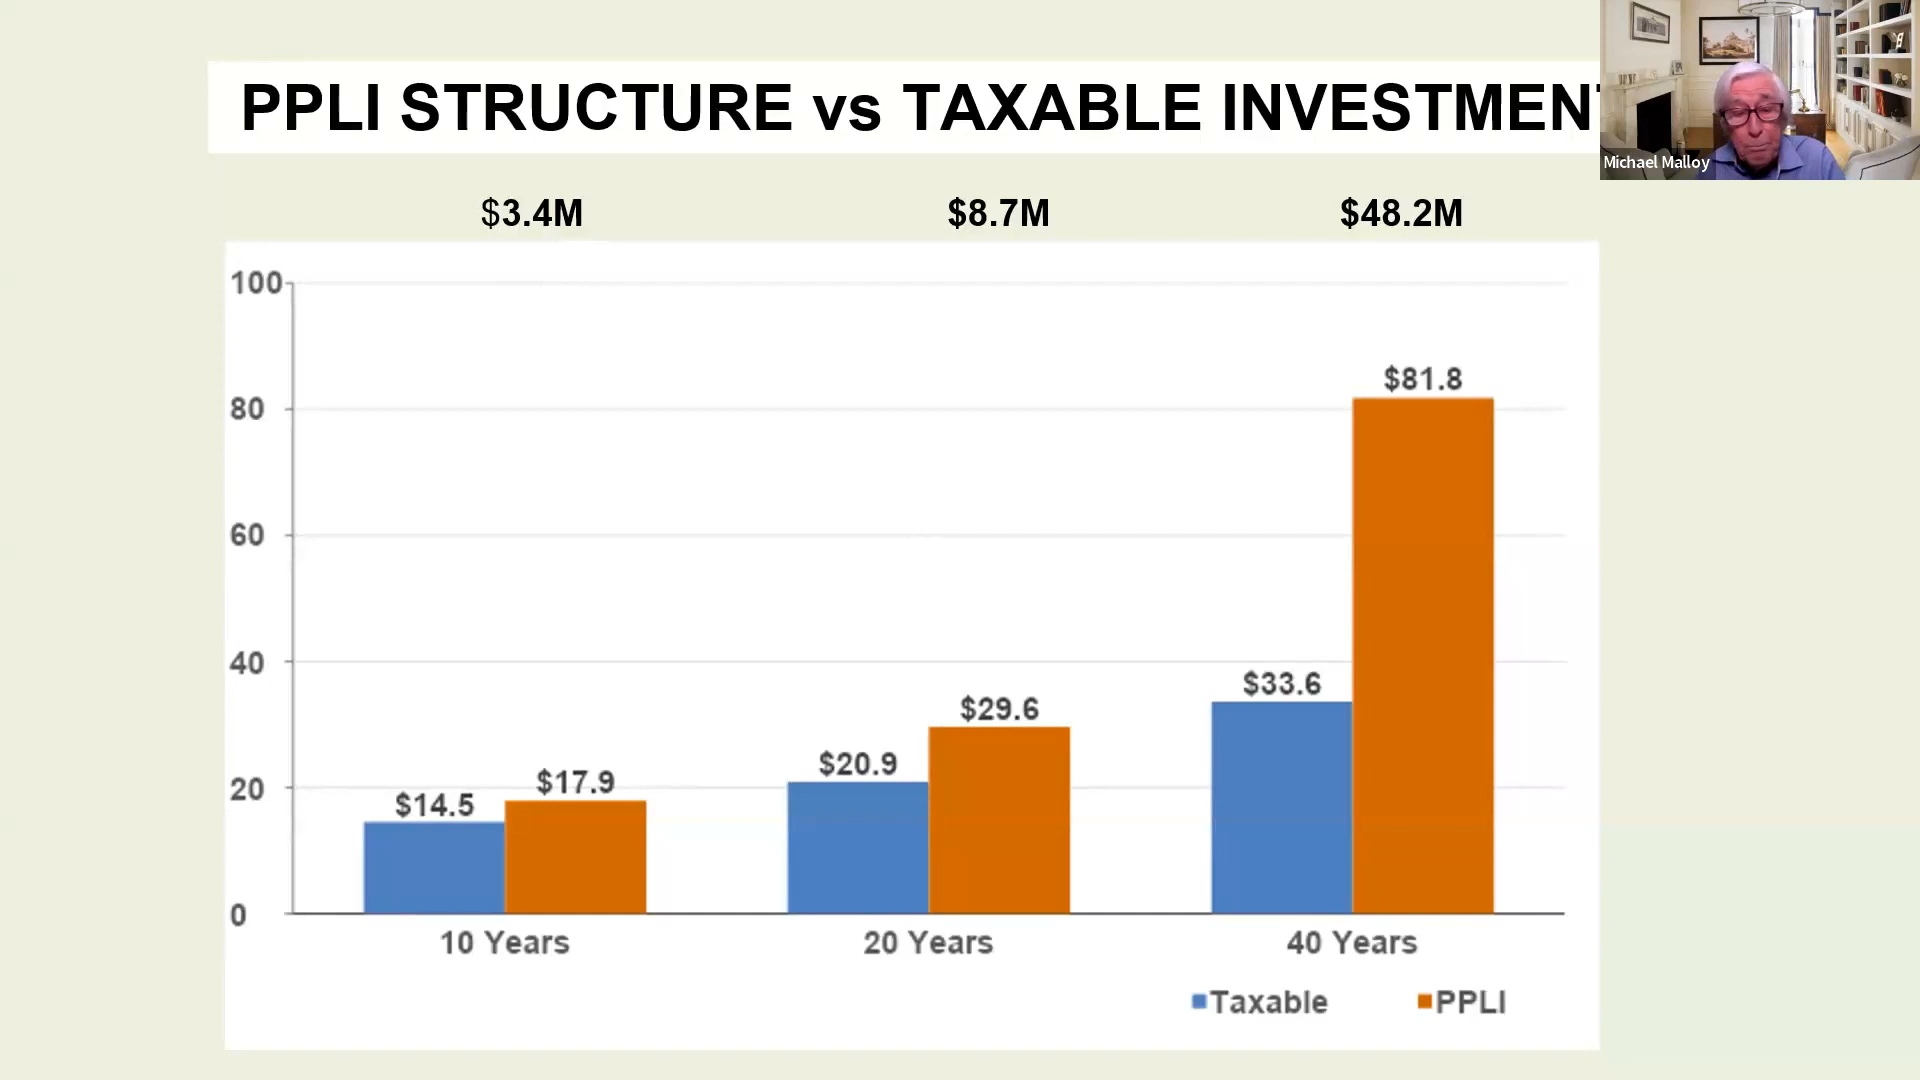 PPLI STRUCTURE vs TAXABLE INVESTMEN
Michael Malloy
$3.4M $8.7M $48.2M
100
80
60
40
20
0
$14.5 $17.9 $20.9 $29.6 $33.6 $81.8
10 Years 20 Years 40 Years
Taxable PPLI